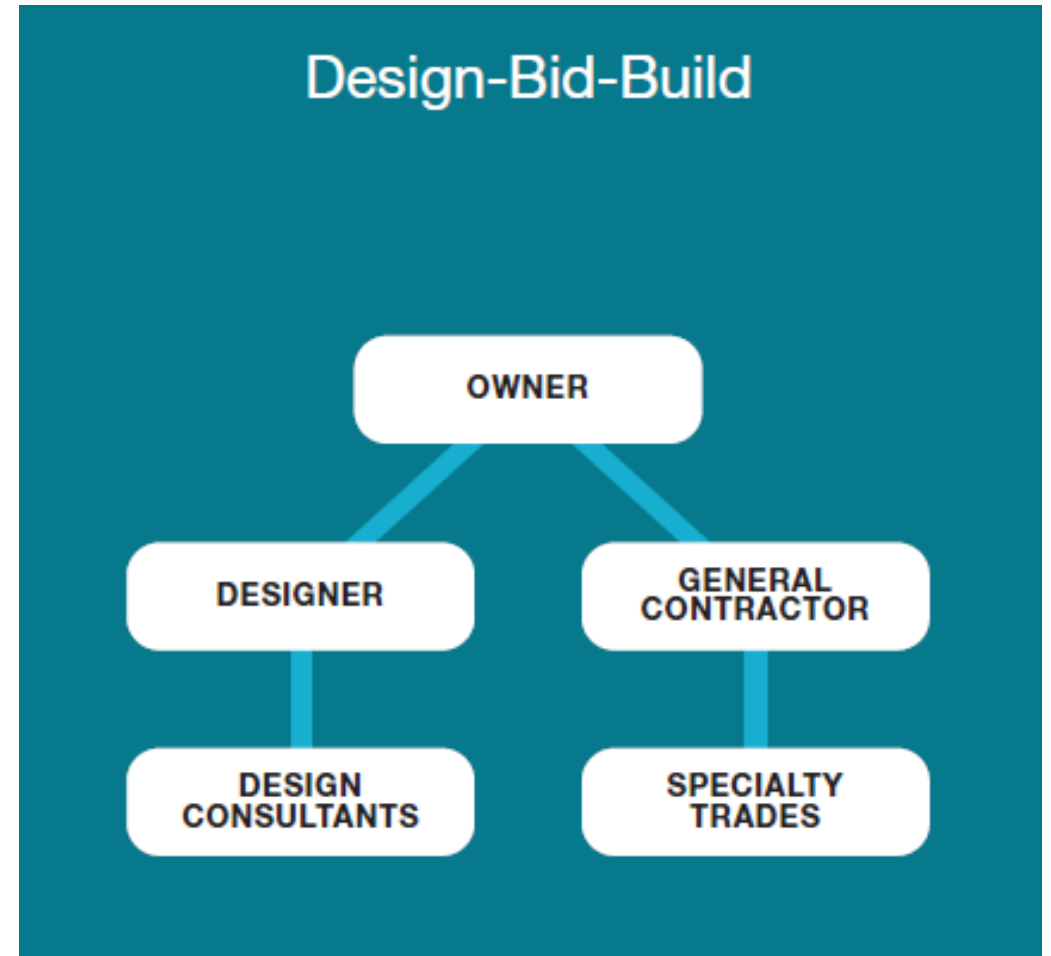 Design-Bid-Build
OWNER
DESIGNER
GENERAL
CONTRACTOR
DESIGN
CONSULTANTS
SPECIALTY
TRADES